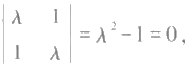 | λ 1 |
| 1 λ | = λ² − 1 = 0 ,